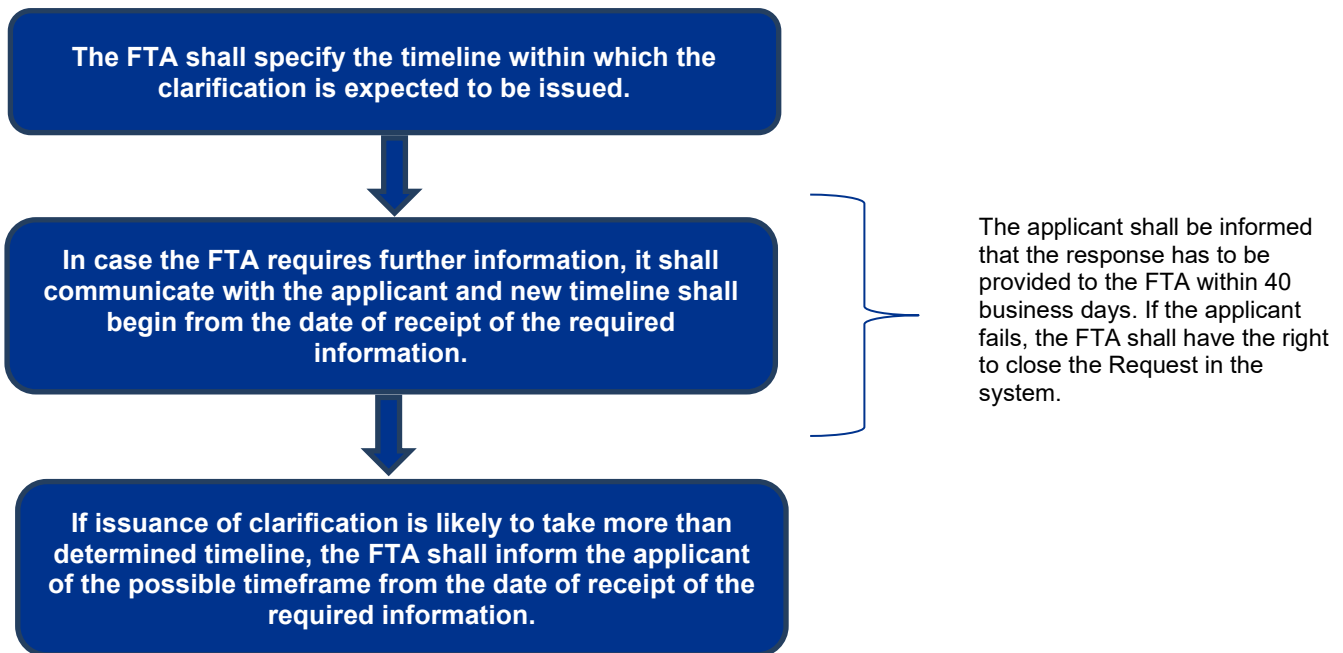 The FTA shall specify the timeline within which the
clarification is expected to be issued.
In case the FTA requires further information, it shall
communicate with the applicant and new timeline shall
begin from the date of receipt of the required
information.
The applicant shall be informed
that the response has to be
provided to the FTA within 40
business days. If the applicant
fails, the FTA shall have the right
to close the Request in the
system.
If issuance of clarification is likely to take more than
determined timeline, the FTA shall inform the applicant
of the possible timeframe from the date of receipt of the
required information.